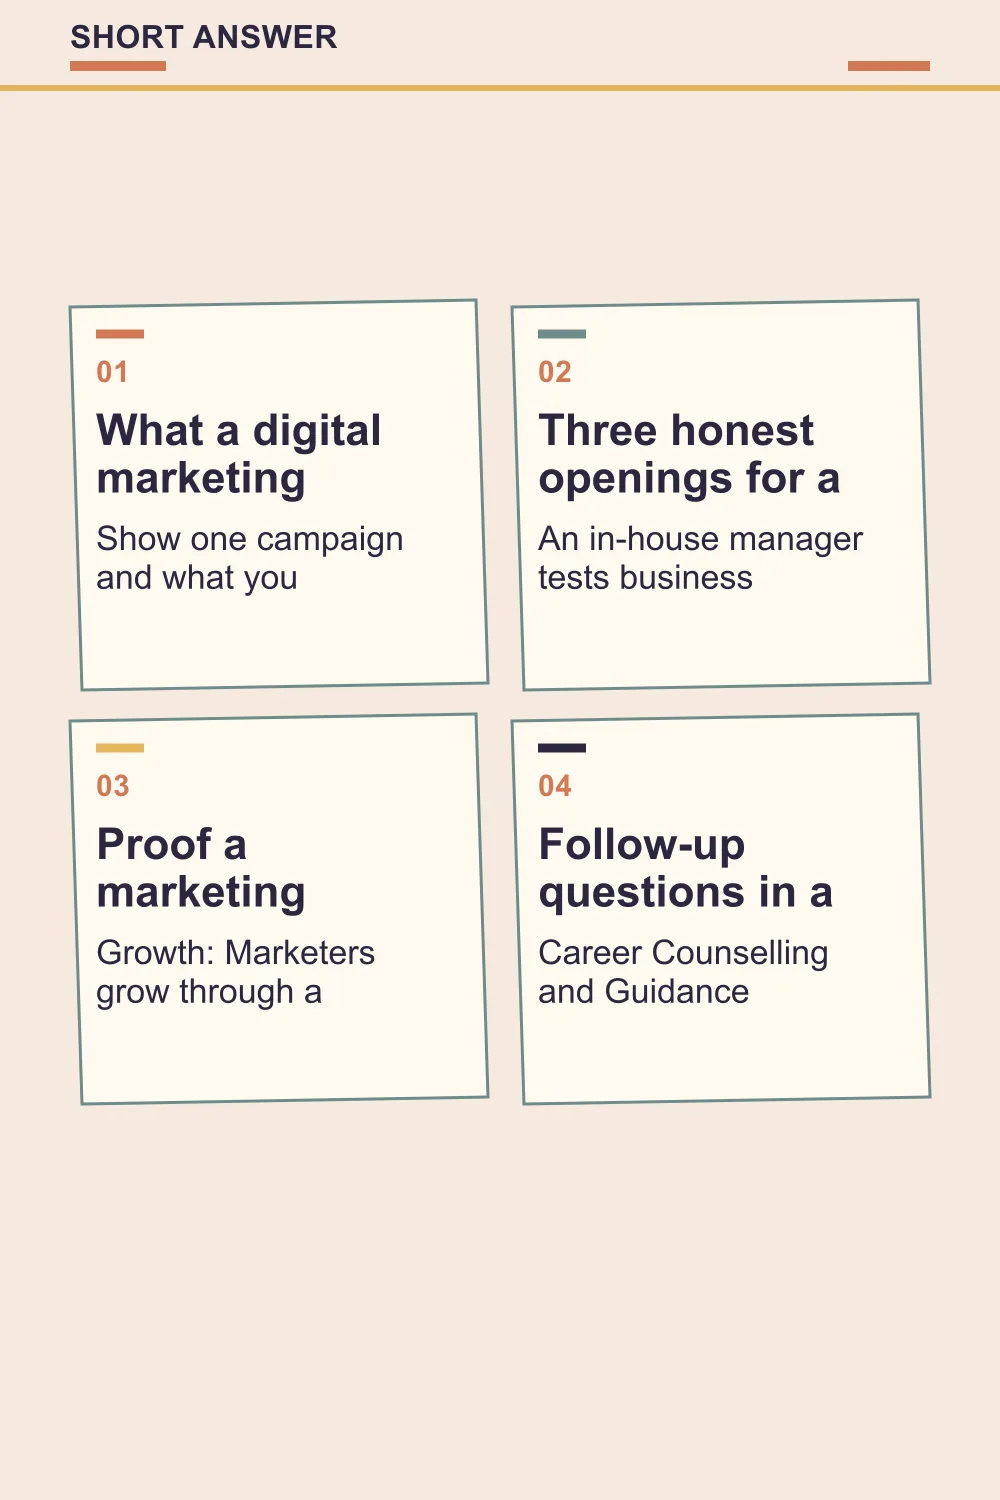 SHORT ANSWER
01
What a digital
marketing
Show one campaign
and what you
02
Three honest
openings for a
An in-house manager
tests business
03
Proof a
marketing
Growth: Marketers
grow through a
04
Follow-up
questions in a
Career Counselling
and Guidance